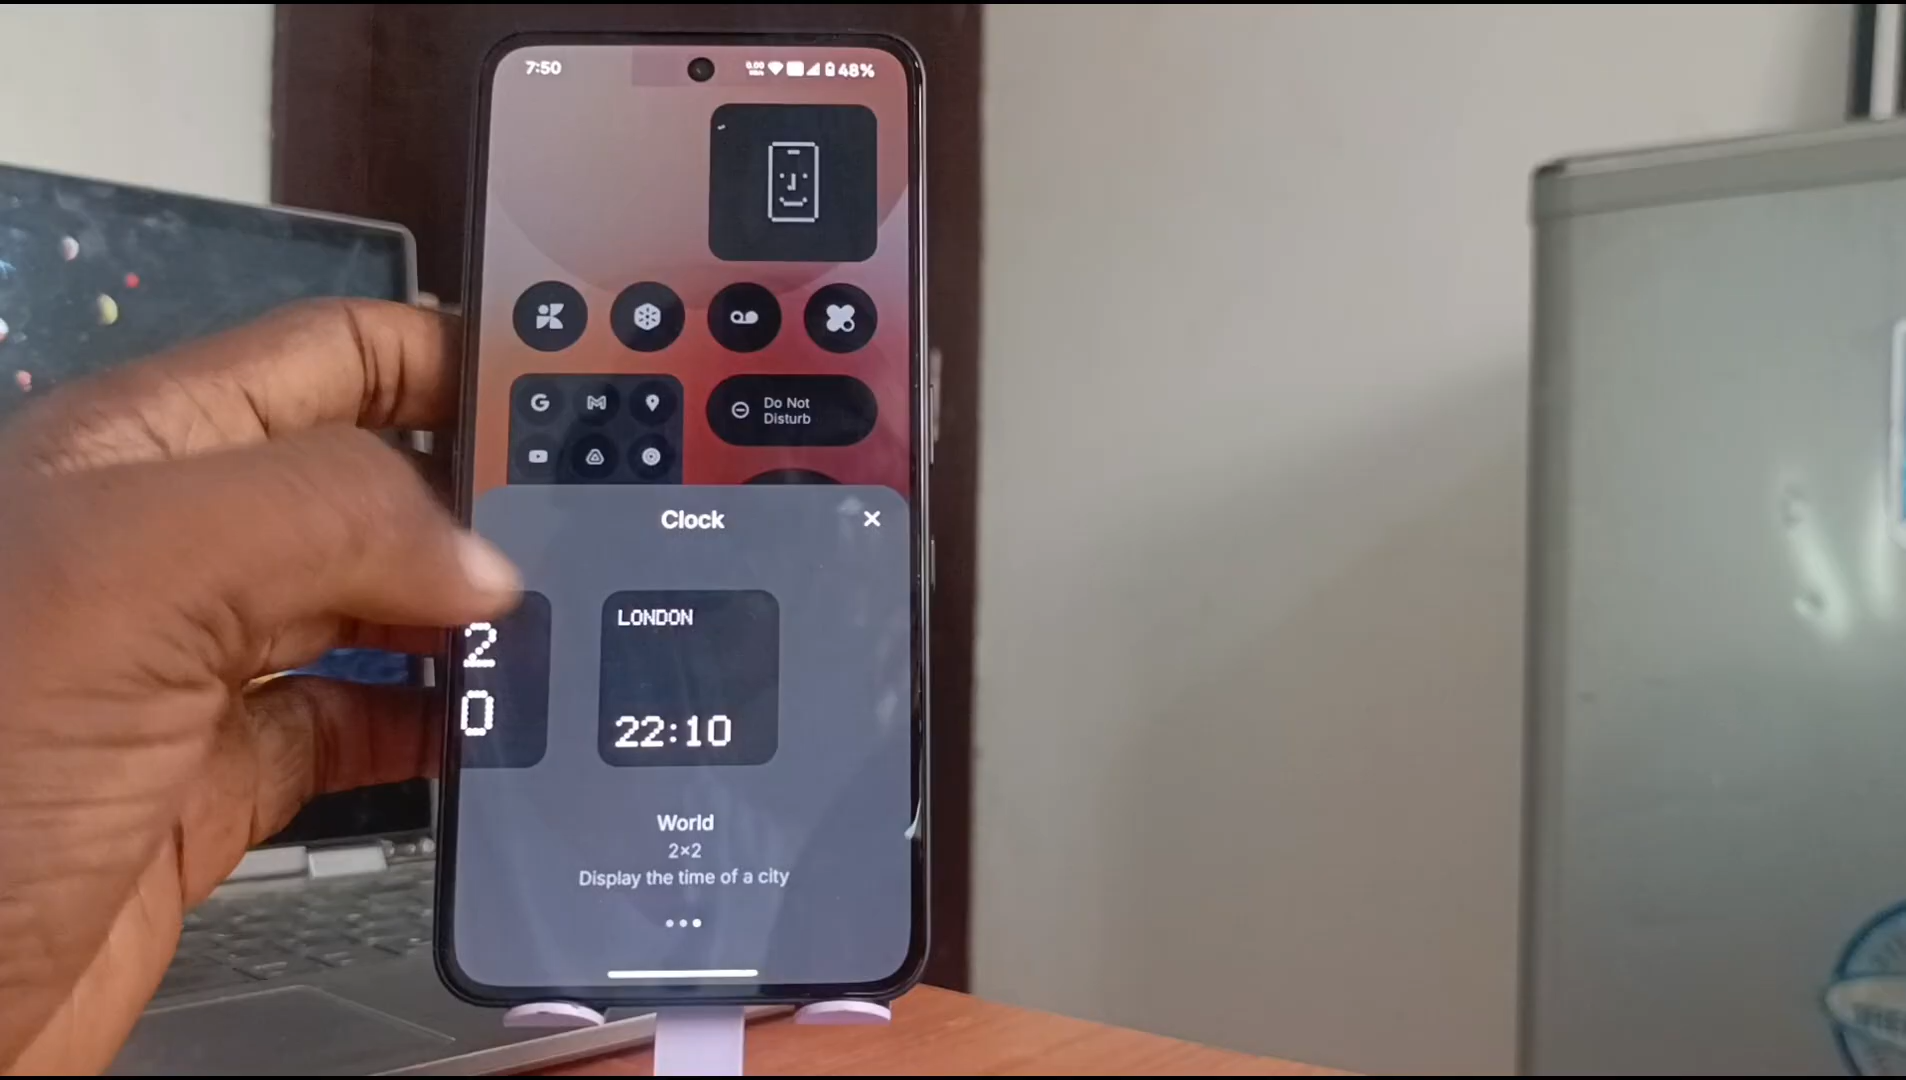 7:50
48%
Do Not
Disturb
Clock
2
0
LONDON
22:10
World
2×2
Display the time of a city